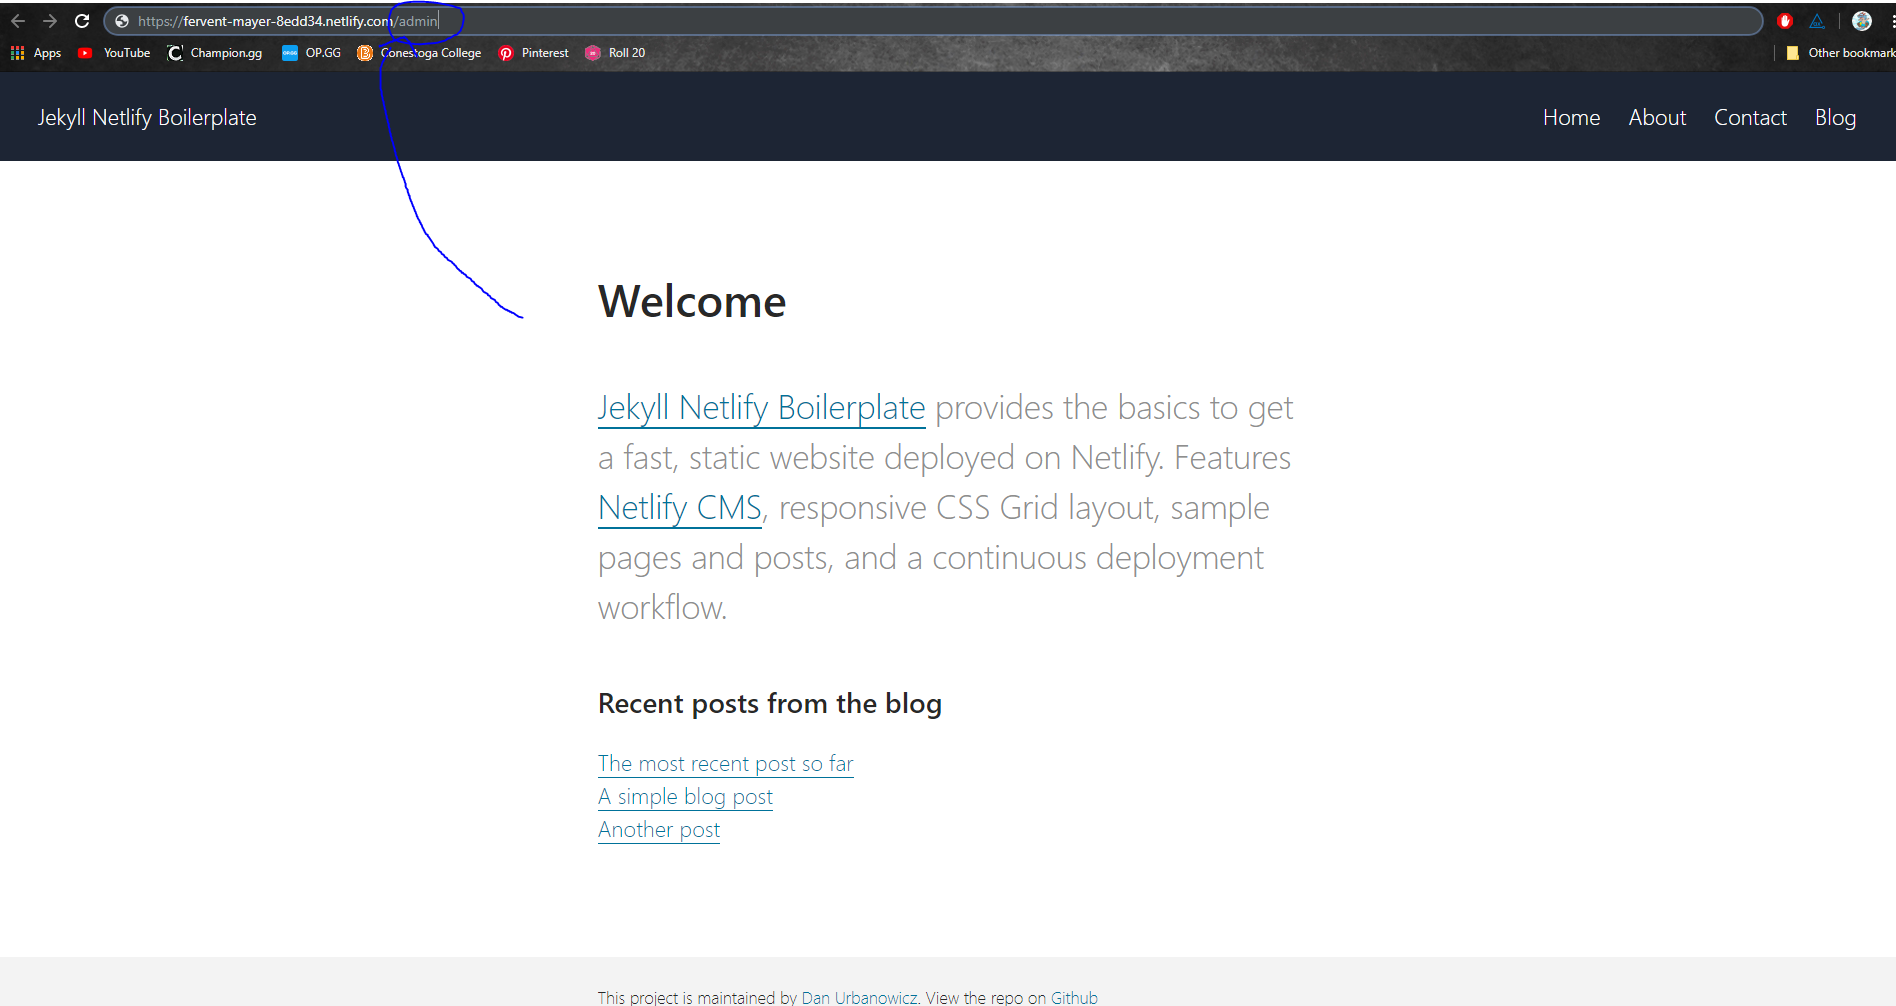 https://fervent-mayer-8edd34.netlify.com/admin
Apps YouTube Champion.gg OP.GG Conestoga College Pinterest Roll 20 Other bookmark
Jekyll Netlify Boilerplate Home About Contact Blog
Welcome
Jekyll Netlify Boilerplate provides the basics to get
a fast, static website deployed on Netlify. Features
Netlify CMS, responsive CSS Grid layout, sample
pages and posts, and a continuous deployment
workflow.
Recent posts from the blog
The most recent post so far
A simple blog post
Another post
This project is maintained by Dan Urbanowicz. View the repo on Github